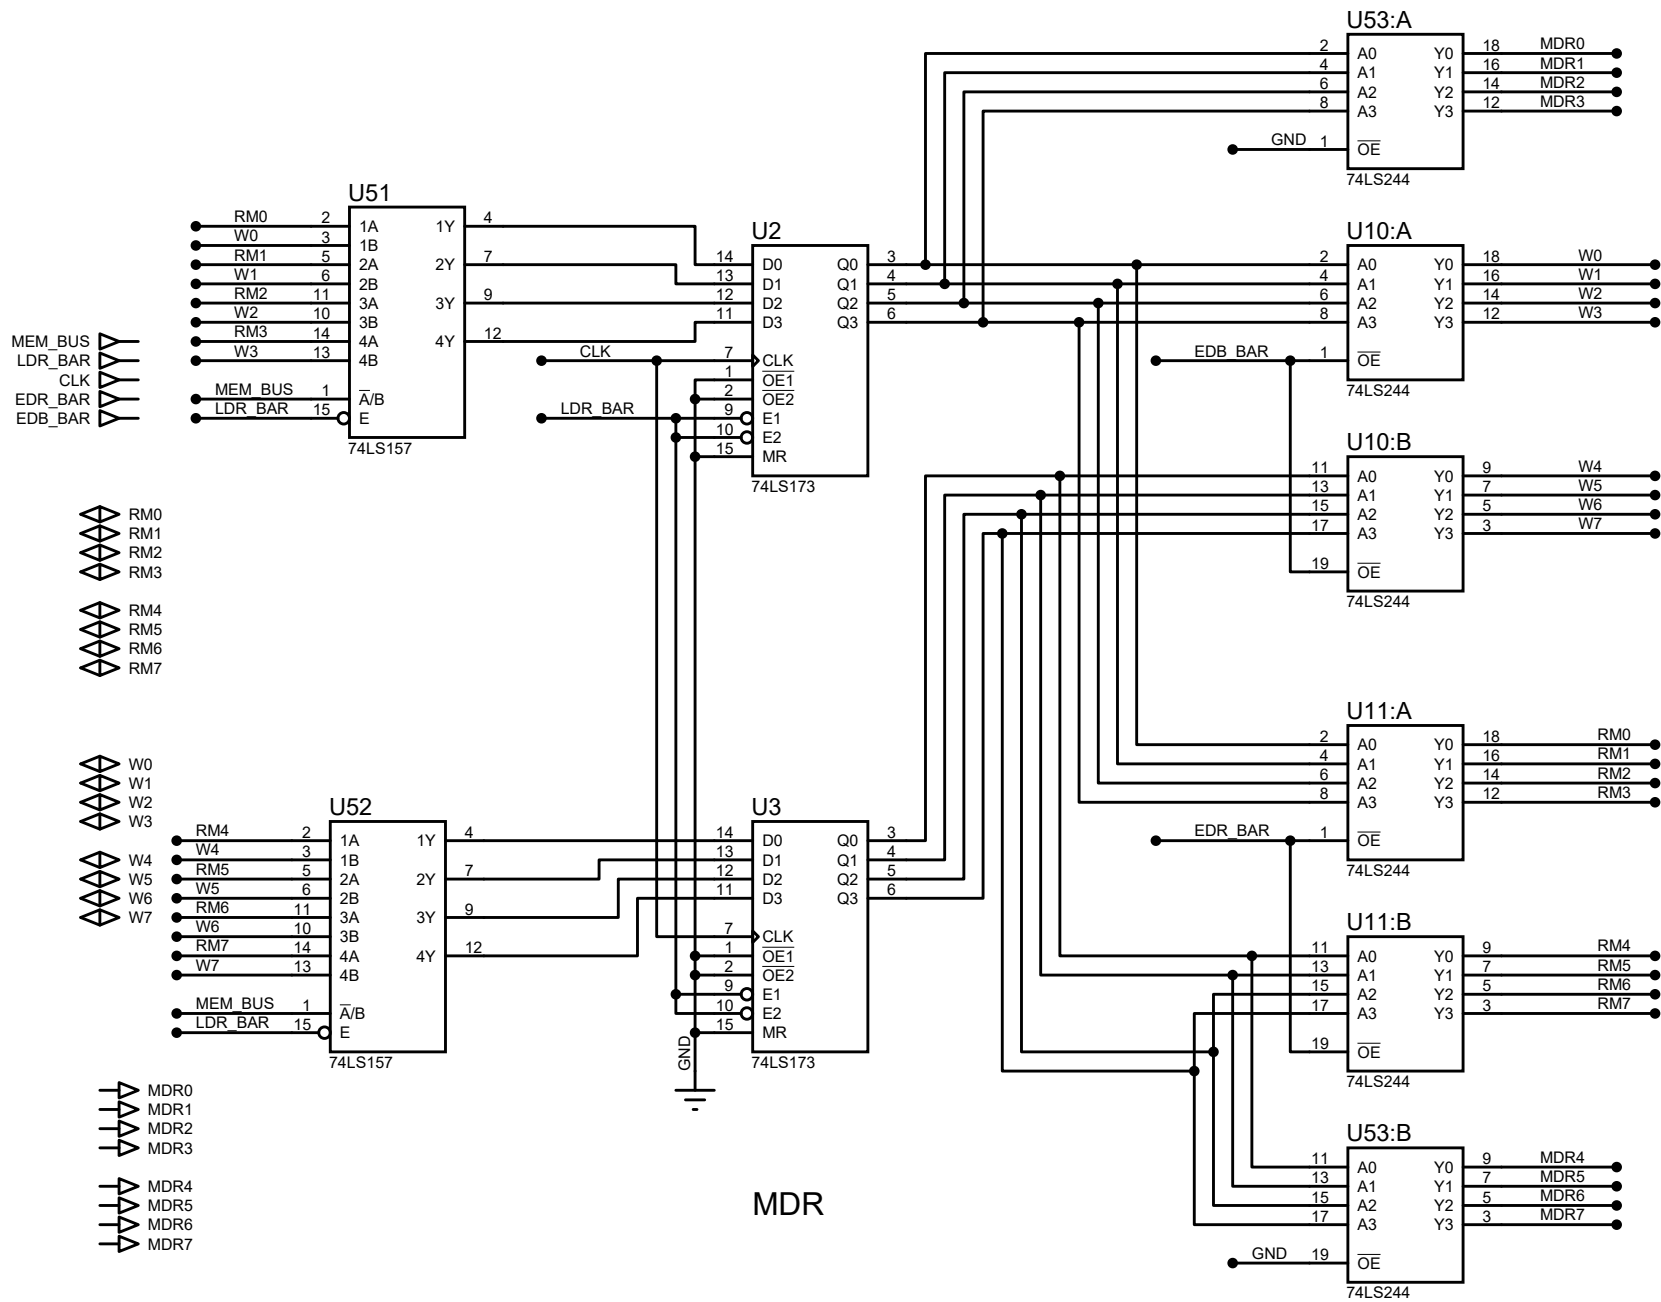 U53:A
2 A0 Y0 18 MDR0
4 A1 Y1 16 MDR1
6 A2 Y2 14 MDR2
8 A3 Y3 12 MDR3
GND 1 OE
74LS244
U51
RM0 2 1A 1Y 4
W0 3 1B
RM1 5 2A 2Y 7
W1 6 2B
RM2 11 3A 3Y 9
W2 10 3B
RM3 14 4A 4Y 12
W3 13 4B
MEM_BUS 1 A/B
LDR_BAR 15 E
74LS157
MEM_BUS
LDR_BAR
CLK
EDR_BAR
EDB_BAR
U2
14 D0 Q0 3
13 D1 Q1 4
12 D2 Q2 5
11 D3 Q3 6
CLK 7 CLK
1 OE1
2 OE2
LDR_BAR 9 E1
10 E2
15 MR
74LS173
U10:A
2 A0 Y0 18 W0
4 A1 Y1 16 W1
6 A2 Y2 14 W2
8 A3 Y3 12 W3
EDB_BAR 1 OE
74LS244
U10:B
11 A0 Y0 9 W4
13 A1 Y1 7 W5
15 A2 Y2 5 W6
17 A3 Y3 3 W7
19 OE
74LS244
RM0
RM1
RM2
RM3
RM4
RM5
RM6
RM7
W0
W1
W2
W3
W4
W5
W6
W7
U52
RM4 2 1A 1Y 4
W4 3 1B
RM5 5 2A 2Y 7
W5 6 2B
RM6 11 3A 3Y 9
W6 10 3B
RM7 14 4A 4Y 12
W7 13 4B
MEM_BUS 1 A/B
LDR_BAR 15 E
74LS157
U3
14 D0 Q0 3
13 D1 Q1 4
12 D2 Q2 5
11 D3 Q3 6
7 CLK
1 OE1
2 OE2
9 E1
10 E2
15 MR
74LS173
GND
U11:A
2 A0 Y0 18 RM0
4 A1 Y1 16 RM1
6 A2 Y2 14 RM2
8 A3 Y3 12 RM3
EDR_BAR 1 OE
74LS244
U11:B
11 A0 Y0 9 RM4
13 A1 Y1 7 RM5
15 A2 Y2 5 RM6
17 A3 Y3 3 RM7
19 OE
74LS244
MDR0
MDR1
MDR2
MDR3
MDR4
MDR5
MDR6
MDR7
MDR
U53:B
11 A0 Y0 9 MDR4
13 A1 Y1 7 MDR5
15 A2 Y2 5 MDR6
17 A3 Y3 3 MDR7
GND 19 OE
74LS244